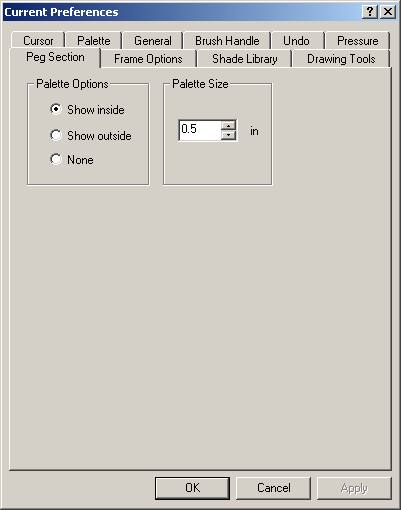 Current Preferences
Cursor Palette General Brush Handle Undo Pressure
Peg Section Frame Options Shade Library Drawing Tools
Palette Options Palette Size
Show inside
0.5 in
Show outside
None
OK Cancel Apply